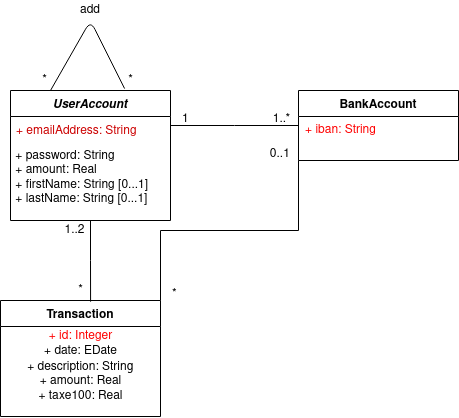 add
*
*
UserAccount
+ emailAddress: String
+ password: String
+ amount: Real
+ firstName: String [0...1]
+ lastName: String [0...1]
1
1..*
BankAccount
+ iban: String
0..1
1..2
*
*
Transaction
+ id: Integer
+ date: EDate
+ description: String
+ amount: Real
+ taxe100: Real